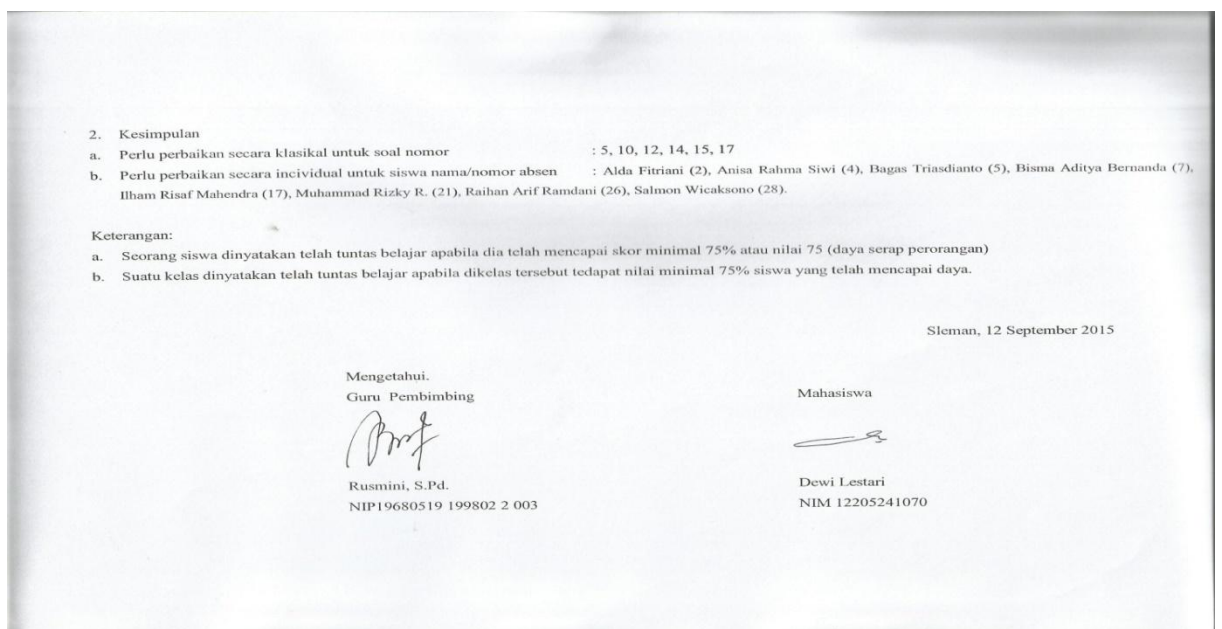 2. Kesimpulan
a. Perlu perbaikan secara klasikal untuk soal nomor : 5, 10, 12, 14, 15, 17
b. Perlu perbaikan secara incividual untuk siswa nama/nomor absen : Alda Fitriani (2), Anisa Rahma Siwi (4), Bagas Triasdianto (5), Bisma Aditya Bernanda (7),
Ilham Risaf Mahendra (17), Muhammad Rizky R. (21), Raihan Arif Ramdani (26), Salmon Wicaksono (28).
Keterangan:
a. Seorang siswa dinyatakan telah tuntas belajar apabila dia telah mencapai skor minimal 75% atau nilai 75 (daya serap perorangan)
b. Suatu kelas dinyatakan telah tuntas belajar apabila dikelas tersebut tedapat nilai minimal 75% siswa yang telah mencapai daya.
Sleman, 12 September 2015
Mengetahui.
Guru Pembimbing
Mahasiswa
Rusmini, S.Pd.
NIP19680519 199802 2 003
Dewi Lestari
NIM 12205241070